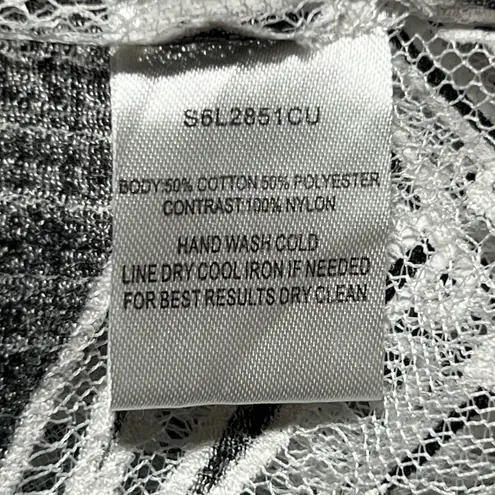 S6L2851CU
BODY:50% COTTON 50% POLYESTER
CONTRAST:100% NYLON
HAND WASH COLD
LINE DRY COOL IRON IF NEEDED
FOR BEST RESULTS DRY CLEAN